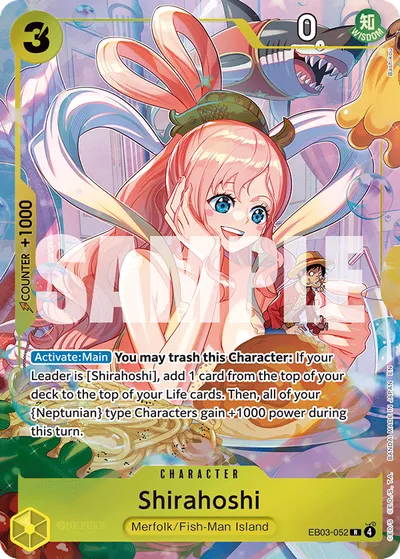 3
0
知
WISDOM
COUNTER +1000
SAMPLE
Activate:Main You may trash this Character: If your
Leader is [Shirahoshi], add 1 card from the top of your
deck to the top of your Life cards. Then, all of your
{Neptunian} type Characters gain +1000 power during
this turn.
CHARACTER
Shirahoshi
Merfolk/Fish-Man Island
ONE PIECE
EB03-052 R 4